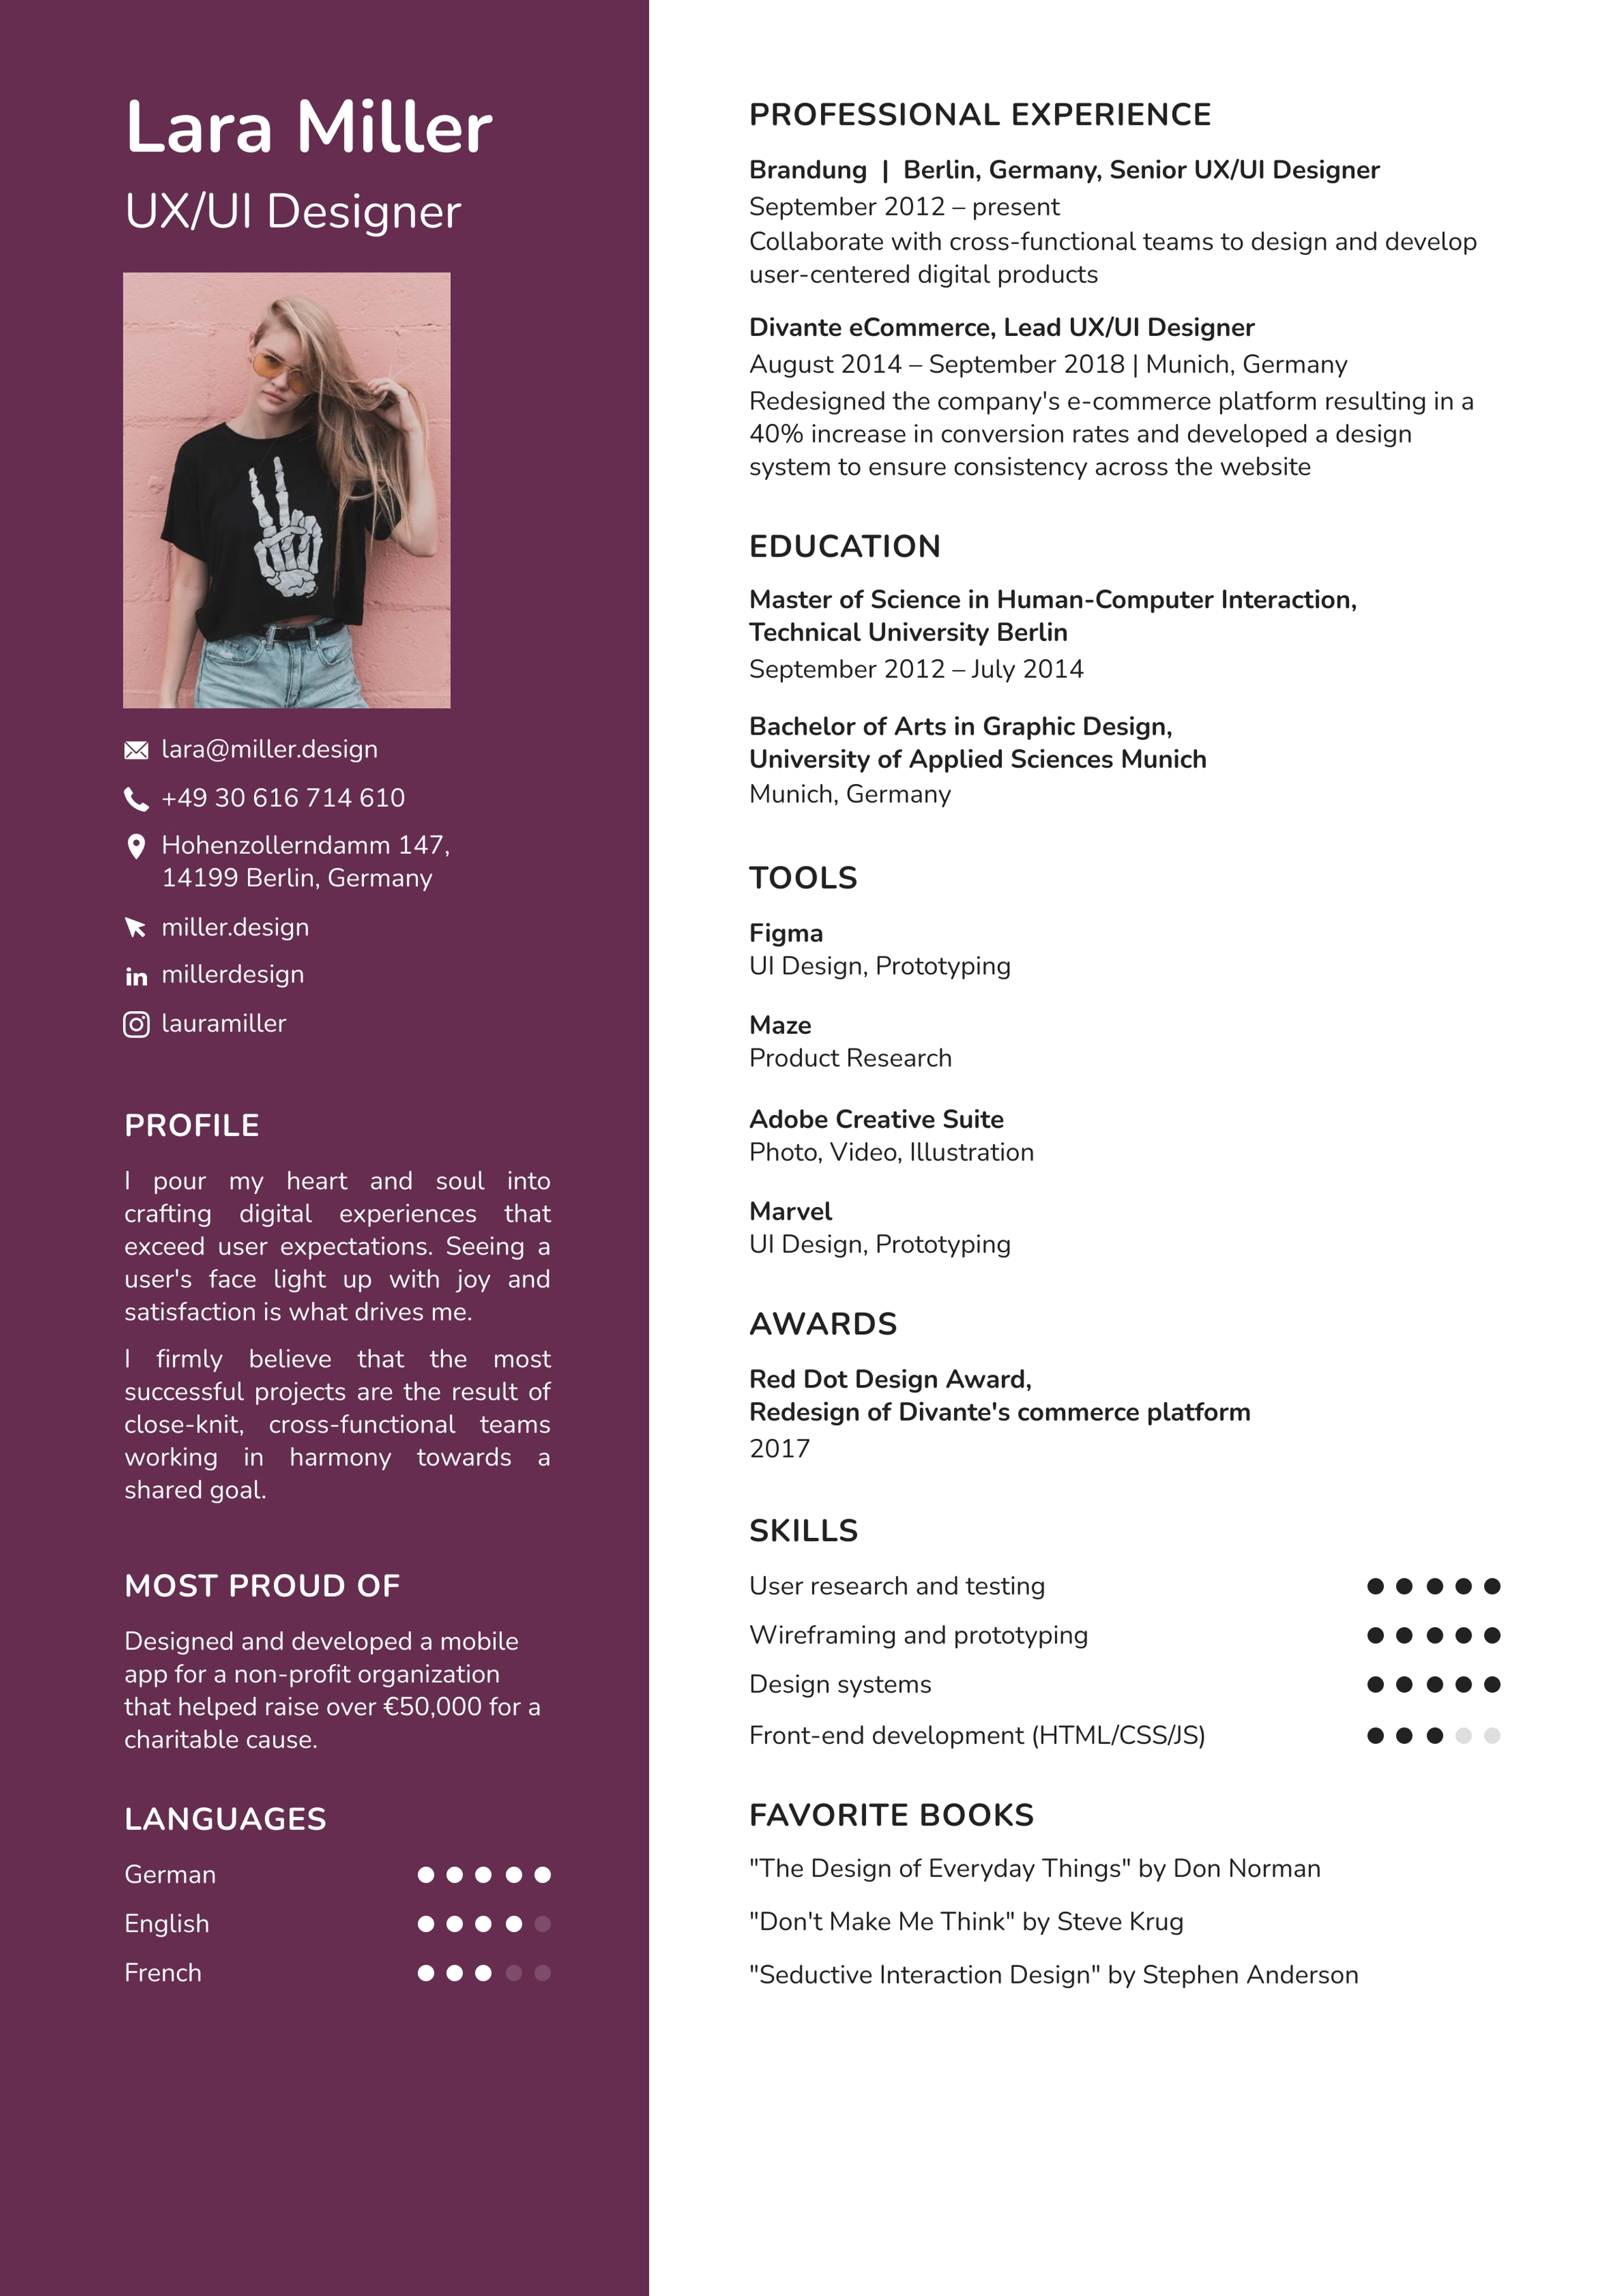 Lara Miller
UX/UI Designer
lara@miller.design
+49 30 616 714 610
Hohenzollerndamm 147,
14199 Berlin, Germany
miller.design
in millerdesign
lauramiller
PROFILE
I pour my heart and soul into
crafting digital experiences that
exceed user expectations. Seeing a
user's face light up with joy and
satisfaction is what drives me.
I firmly believe that the most
successful projects are the result of
close-knit, cross-functional teams
working in harmony towards a
shared goal.
MOST PROUD OF
Designed and developed a mobile
app for a non-profit organization
that helped raise over €50,000 for a
charitable cause.
LANGUAGES
German
English
French
PROFESSIONAL EXPERIENCE
Brandung | Berlin, Germany, Senior UX/UI Designer
September 2012 – present
Collaborate with cross-functional teams to design and develop
user-centered digital products
Divante eCommerce, Lead UX/UI Designer
August 2014 – September 2018 | Munich, Germany
Redesigned the company's e-commerce platform resulting in a
40% increase in conversion rates and developed a design
system to ensure consistency across the website
EDUCATION
Master of Science in Human-Computer Interaction,
Technical University Berlin
September 2012 – July 2014
Bachelor of Arts in Graphic Design,
University of Applied Sciences Munich
Munich, Germany
TOOLS
Figma
UI Design, Prototyping
Maze
Product Research
Adobe Creative Suite
Photo, Video, Illustration
Marvel
UI Design, Prototyping
AWARDS
Red Dot Design Award,
Redesign of Divante's commerce platform
2017
SKILLS
User research and testing
Wireframing and prototyping
Design systems
Front-end development (HTML/CSS/JS)
FAVORITE BOOKS
"The Design of Everyday Things" by Don Norman
"Don't Make Me Think" by Steve Krug
"Seductive Interaction Design" by Stephen Anderson